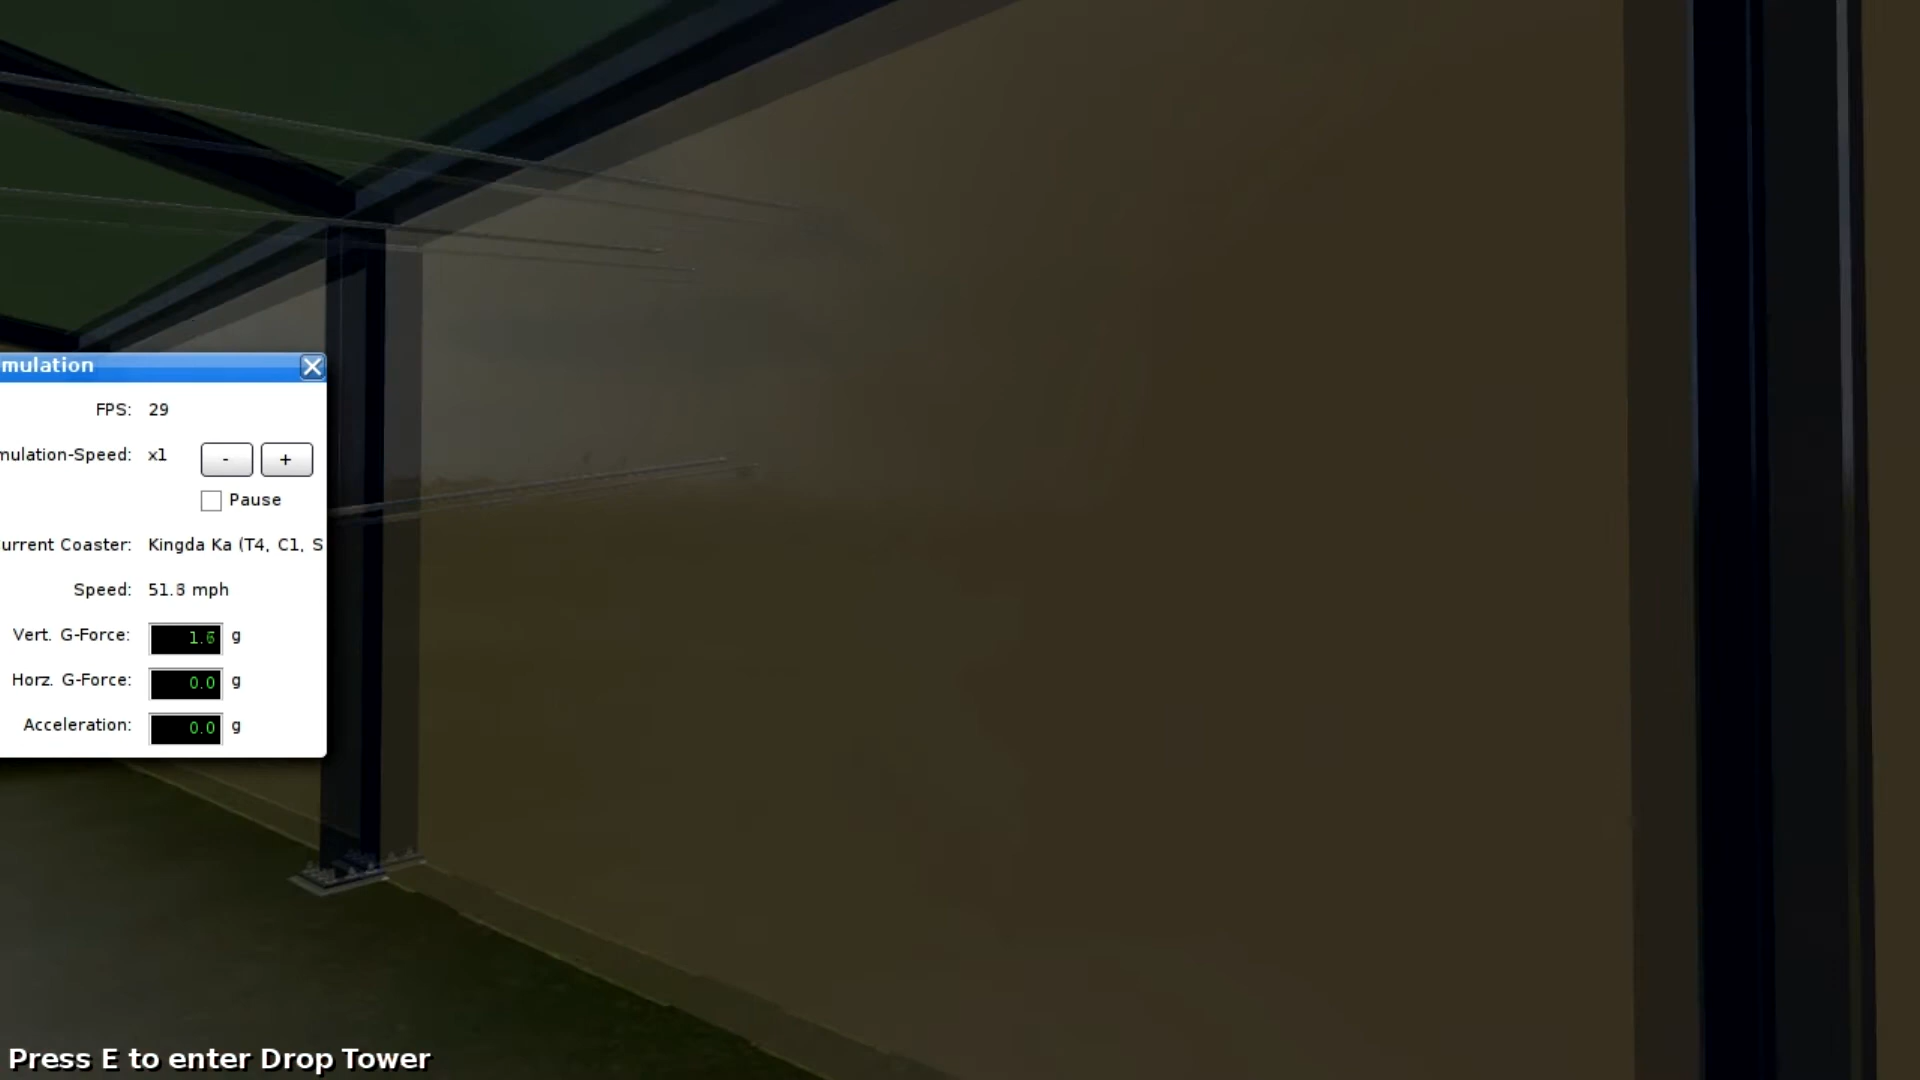 mulation
FPS: 29
mulation-Speed: x1 - +
Pause
urrent Coaster: Kingda Ka (T4, C1, S
Speed: 51.8 mph
Vert. G-Force: 1.6 g
Horz. G-Force: 0.0 g
Acceleration: 0.0 g
Press E to enter Drop Tower